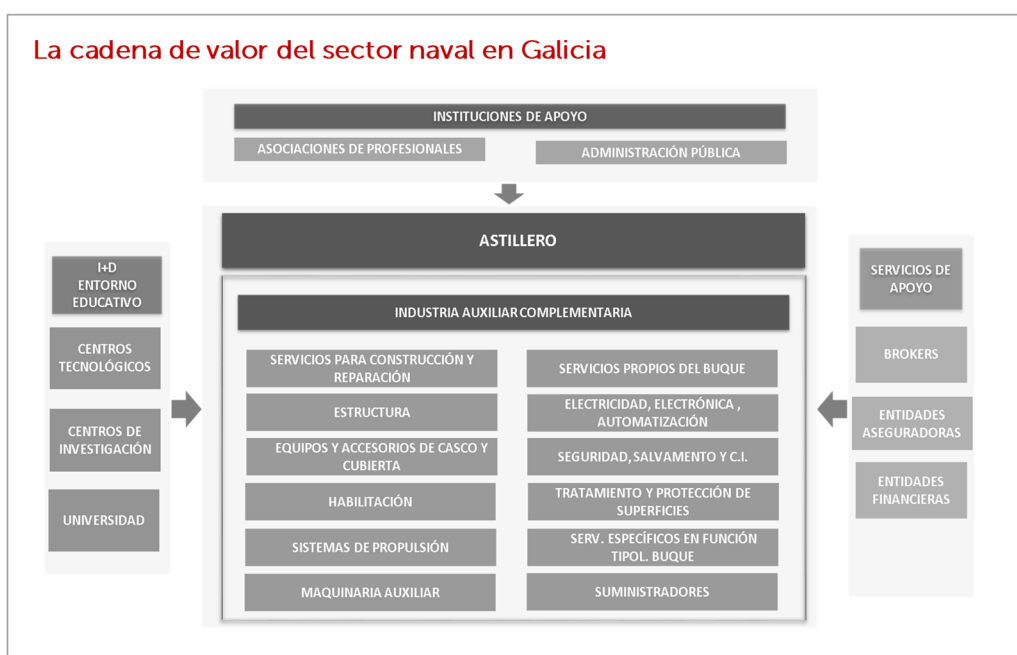 La cadena de valor del sector naval en Galicia
INSTITUCIONES DE APOYO
ASOCIACIONES DE PROFESIONALES
ADMINISTRACIÓN PÚBLICA
I+D
ENTORNO
EDUCATIVO
CENTROS
TECNOLÓGICOS
CENTROS DE
INVESTIGACIÓN
UNIVERSIDAD
ASTILLERO
INDUSTRIA AUXILIAR COMPLEMENTARIA
SERVICIOS PARA CONSTRUCCIÓN Y
REPARACIÓN
ESTRUCTURA
EQUIPOS Y ACCESORIOS DE CASCO Y
CUBIERTA
HABILITACIÓN
SISTEMAS DE PROPULSIÓN
MAQUINARIA AUXILIAR
SERVICIOS PROPIOS DEL BUQUE
ELECTRICIDAD, ELECTRÓNICA ,
AUTOMATIZACIÓN
SEGURIDAD, SALVAMENTO Y C.I.
TRATAMIENTO Y PROTECCIÓN DE
SUPERFICIES
SERV. ESPECÍFICOS EN FUNCIÓN
TIPOL. BUQUE
SUMINISTRADORES
SERVICIOS DE
APOYO
BROKERS
ENTIDADES
ASEGURADORAS
ENTIDADES
FINANCIERAS